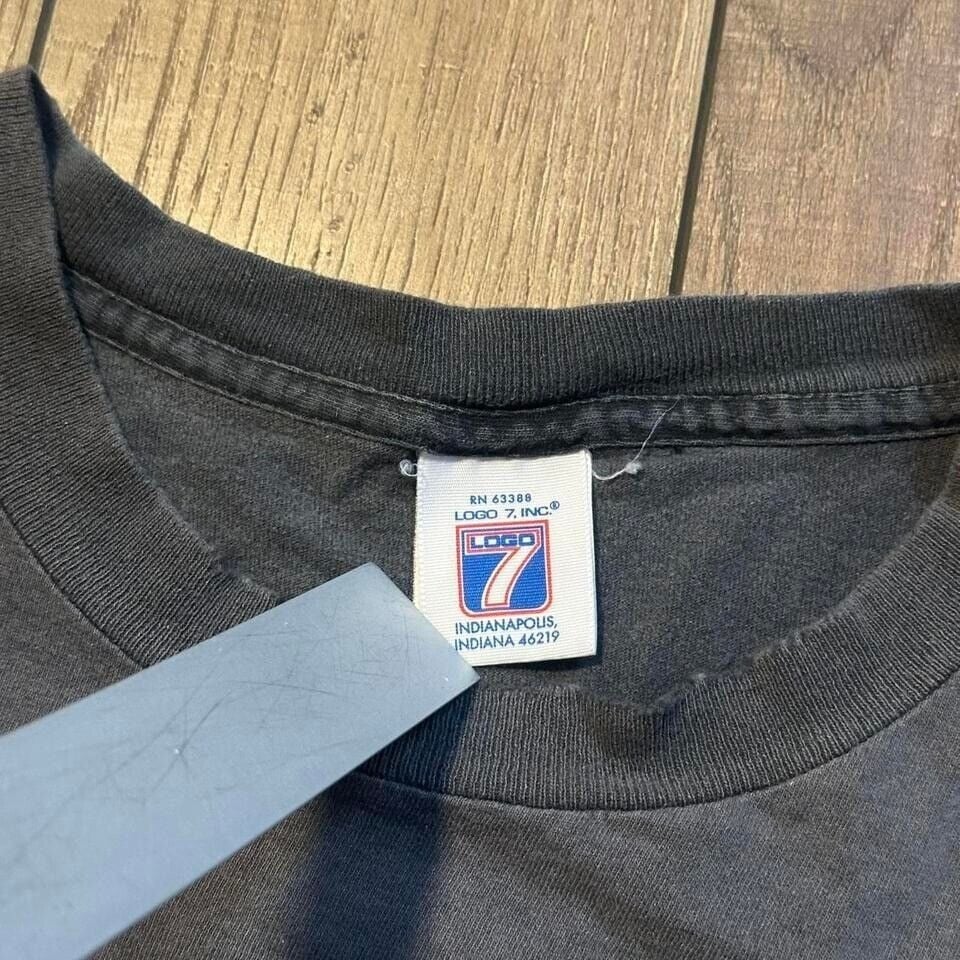 RN 63388
LOGO 7, INC.®
LOGO
7
INDIANAPOLIS,
INDIANA 46219